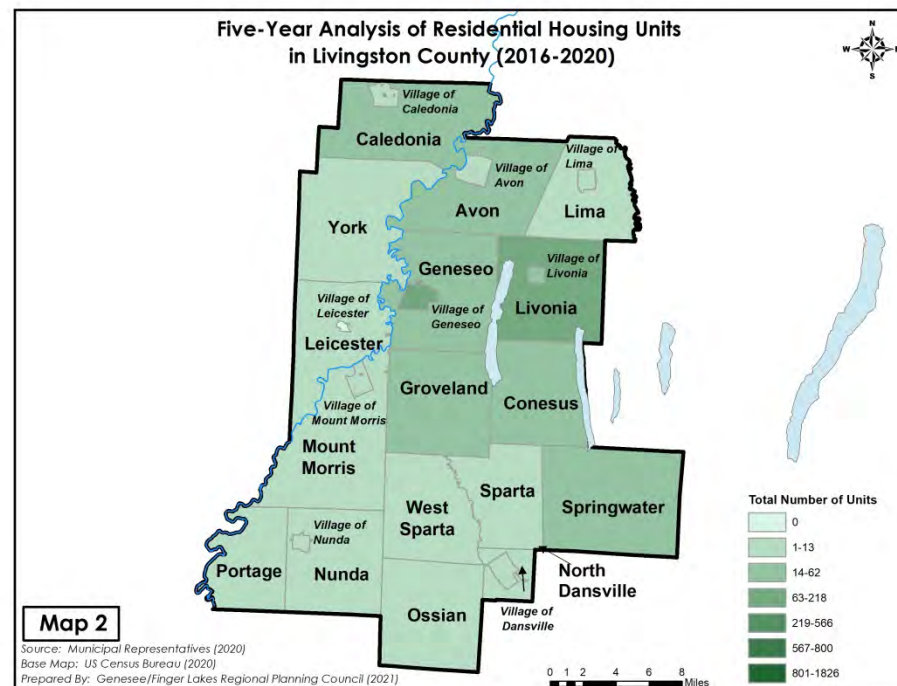 Five-Year Analysis of Residential Housing Units
in Livingston County (2016-2020)
N
W
E
S
Village of
Caledonia
Caledonia
Village of
Lima
Village of
Avon
Avon
Lima
York
Geneseo
Village of
Livonia
Village of
Leicester
Village of
Geneseo
Livonia
Leicester
Groveland
Conesus
Village of
Mount Morris
Mount
Morris
Sparta
West
Sparta
Springwater
Village of
Nunda
Portage
Nunda
North
Dansville
Ossian
Village of
Dansville
Total Number of Units
0
1-13
14-62
63-218
219-566
567-800
801-1826
Map 2
Source: Municipal Representatives (2020)
Base Map: US Census Bureau (2020)
Prepared By: Genesee/Finger Lakes Regional Planning Council (2021)
0 1 2 4 6 8
Miles